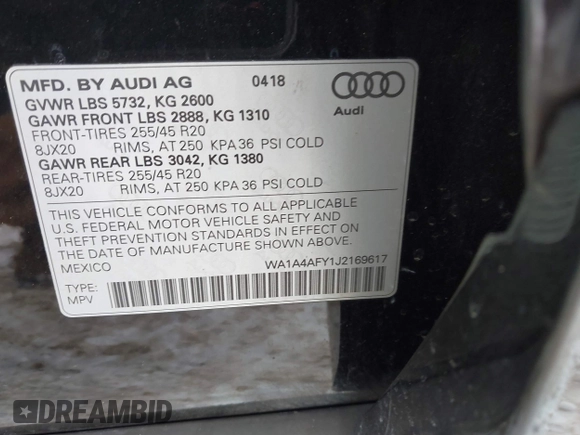 MFD. BY AUDI AG 0418
GVWR LBS 5732, KG 2600
GAWR FRONT LBS 2888, KG 1310
FRONT-TIRES 255/45 R20
8JX20 RIMS, AT 250 KPA 36 PSI COLD
GAWR REAR LBS 3042, KG 1380
REAR-TIRES 255/45 R20
8JX20 RIMS, AT 250 KPA 36 PSI COLD
Audi
THIS VEHICLE CONFORMS TO ALL APPLICABLE
U.S. FEDERAL MOTOR VEHICLE SAFETY AND
THEFT PREVENTION STANDARDS IN EFFECT ON
THE DATE OF MANUFACTURE SHOWN ABOVE.
MEXICO WA1A4AFY1J2169617
TYPE:
MPV
DREAMBID